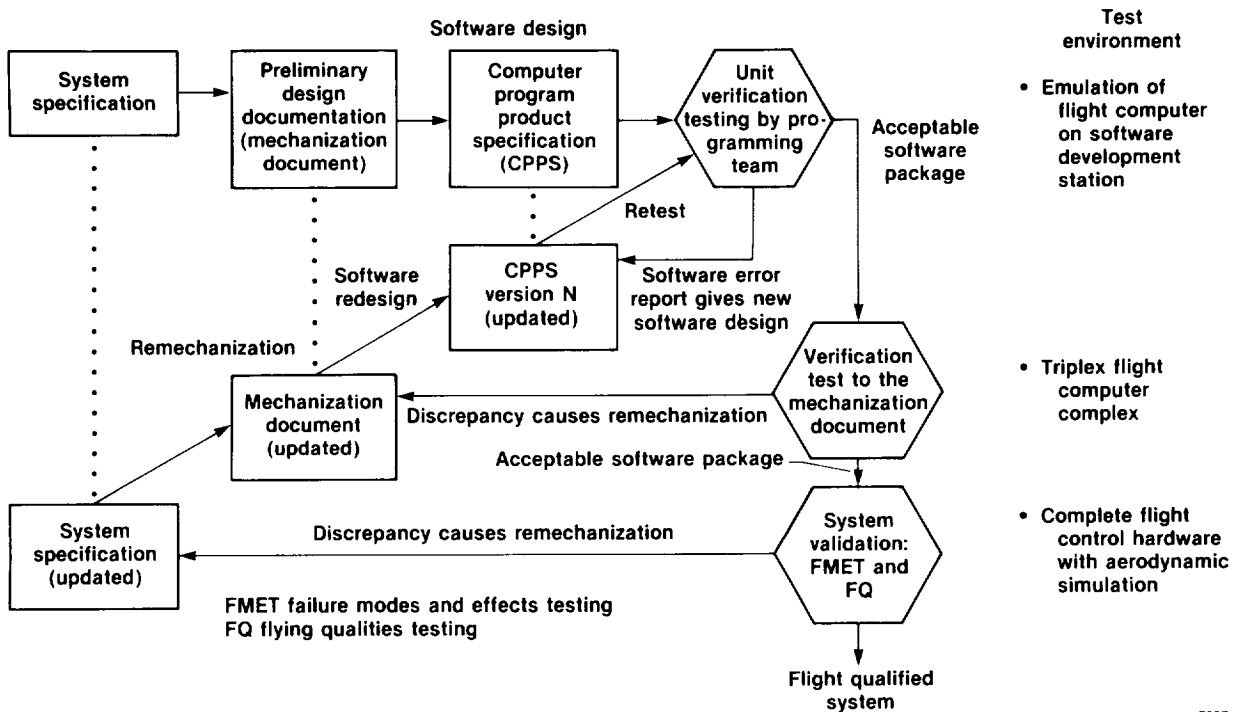 Software design
Test
environment
System
specification
Preliminary
design
documentation
(mechanization
document)
Computer
program
product
specification
(CPPS)
Unit
verification
testing by pro-
gramming
team
Acceptable
software
package
• Emulation of
flight computer
on software
development
station
Retest
Software
redesign
CPPS
version N
(updated)
Software error
report gives new
software design
Remechanization
Mechanization
document
(updated)
Discrepancy causes remechanization
Verification
test to the
mechanization
document
• Triplex flight
computer
complex
Acceptable software package
System
specification
(updated)
Discrepancy causes remechanization
System
validation:
FMET and
FQ
• Complete flight
control hardware
with aerodynamic
simulation
FMET failure modes and effects testing
FQ flying qualities testing
Flight qualified
system